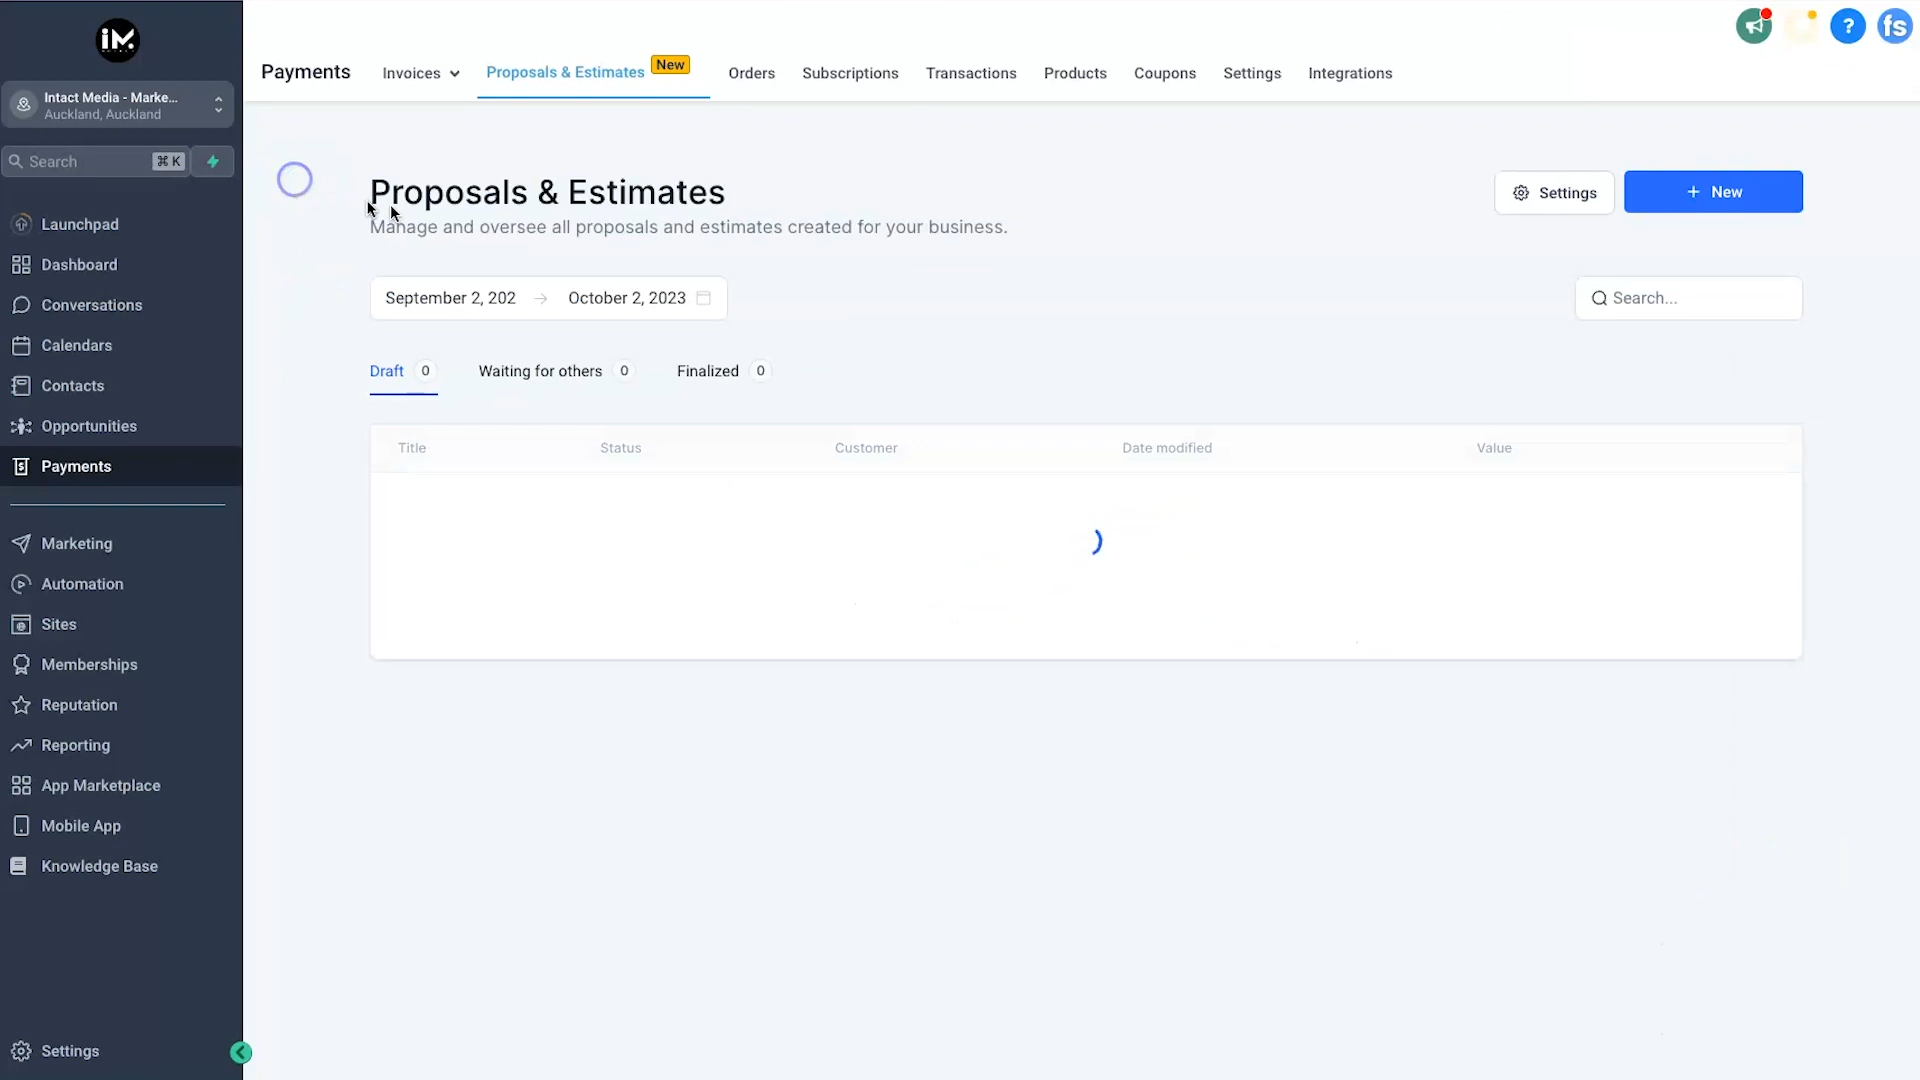 iM.
Intact Media - Marke...
Auckland, Auckland
Search ⌘ K
Launchpad
Dashboard
Conversations
Calendars
Contacts
Opportunities
Payments
Marketing
Automation
Sites
Memberships
Reputation
Reporting
App Marketplace
Mobile App
Knowledge Base
Settings
Payments Invoices Proposals & Estimates New Orders Subscriptions Transactions Products Coupons Settings Integrations
? fs
Proposals & Estimates
Manage and oversee all proposals and estimates created for your business.
Settings + New
September 2, 202 → October 2, 2023
Search...
Draft 0 Waiting for others 0 Finalized 0
Title Status Customer Date modified Value